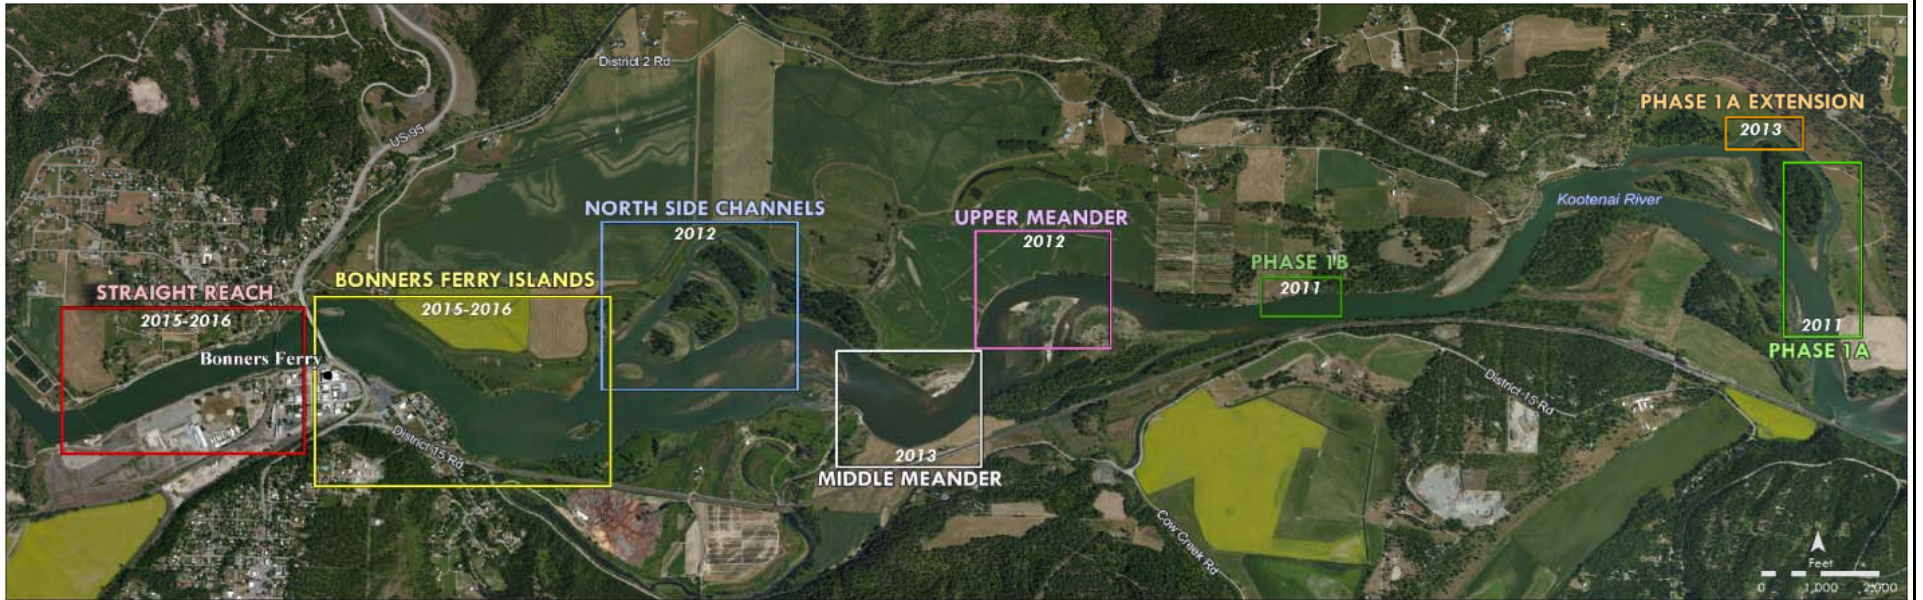 District 2 Rd
US-95
PHASE 1A EXTENSION
2013
Kootenai River
NORTH SIDE CHANNELS
2012
UPPER MEANDER
2012
PHASE 1B
2011
BONNERS FERRY ISLANDS
2015-2016
STRAIGHT REACH
2015-2016
Bonners Ferry
2011
PHASE 1A
District 15 Rd
District 15 Rd
2013
MIDDLE MEANDER
Cow Creek Rd
Feet
0 1,000 2,000